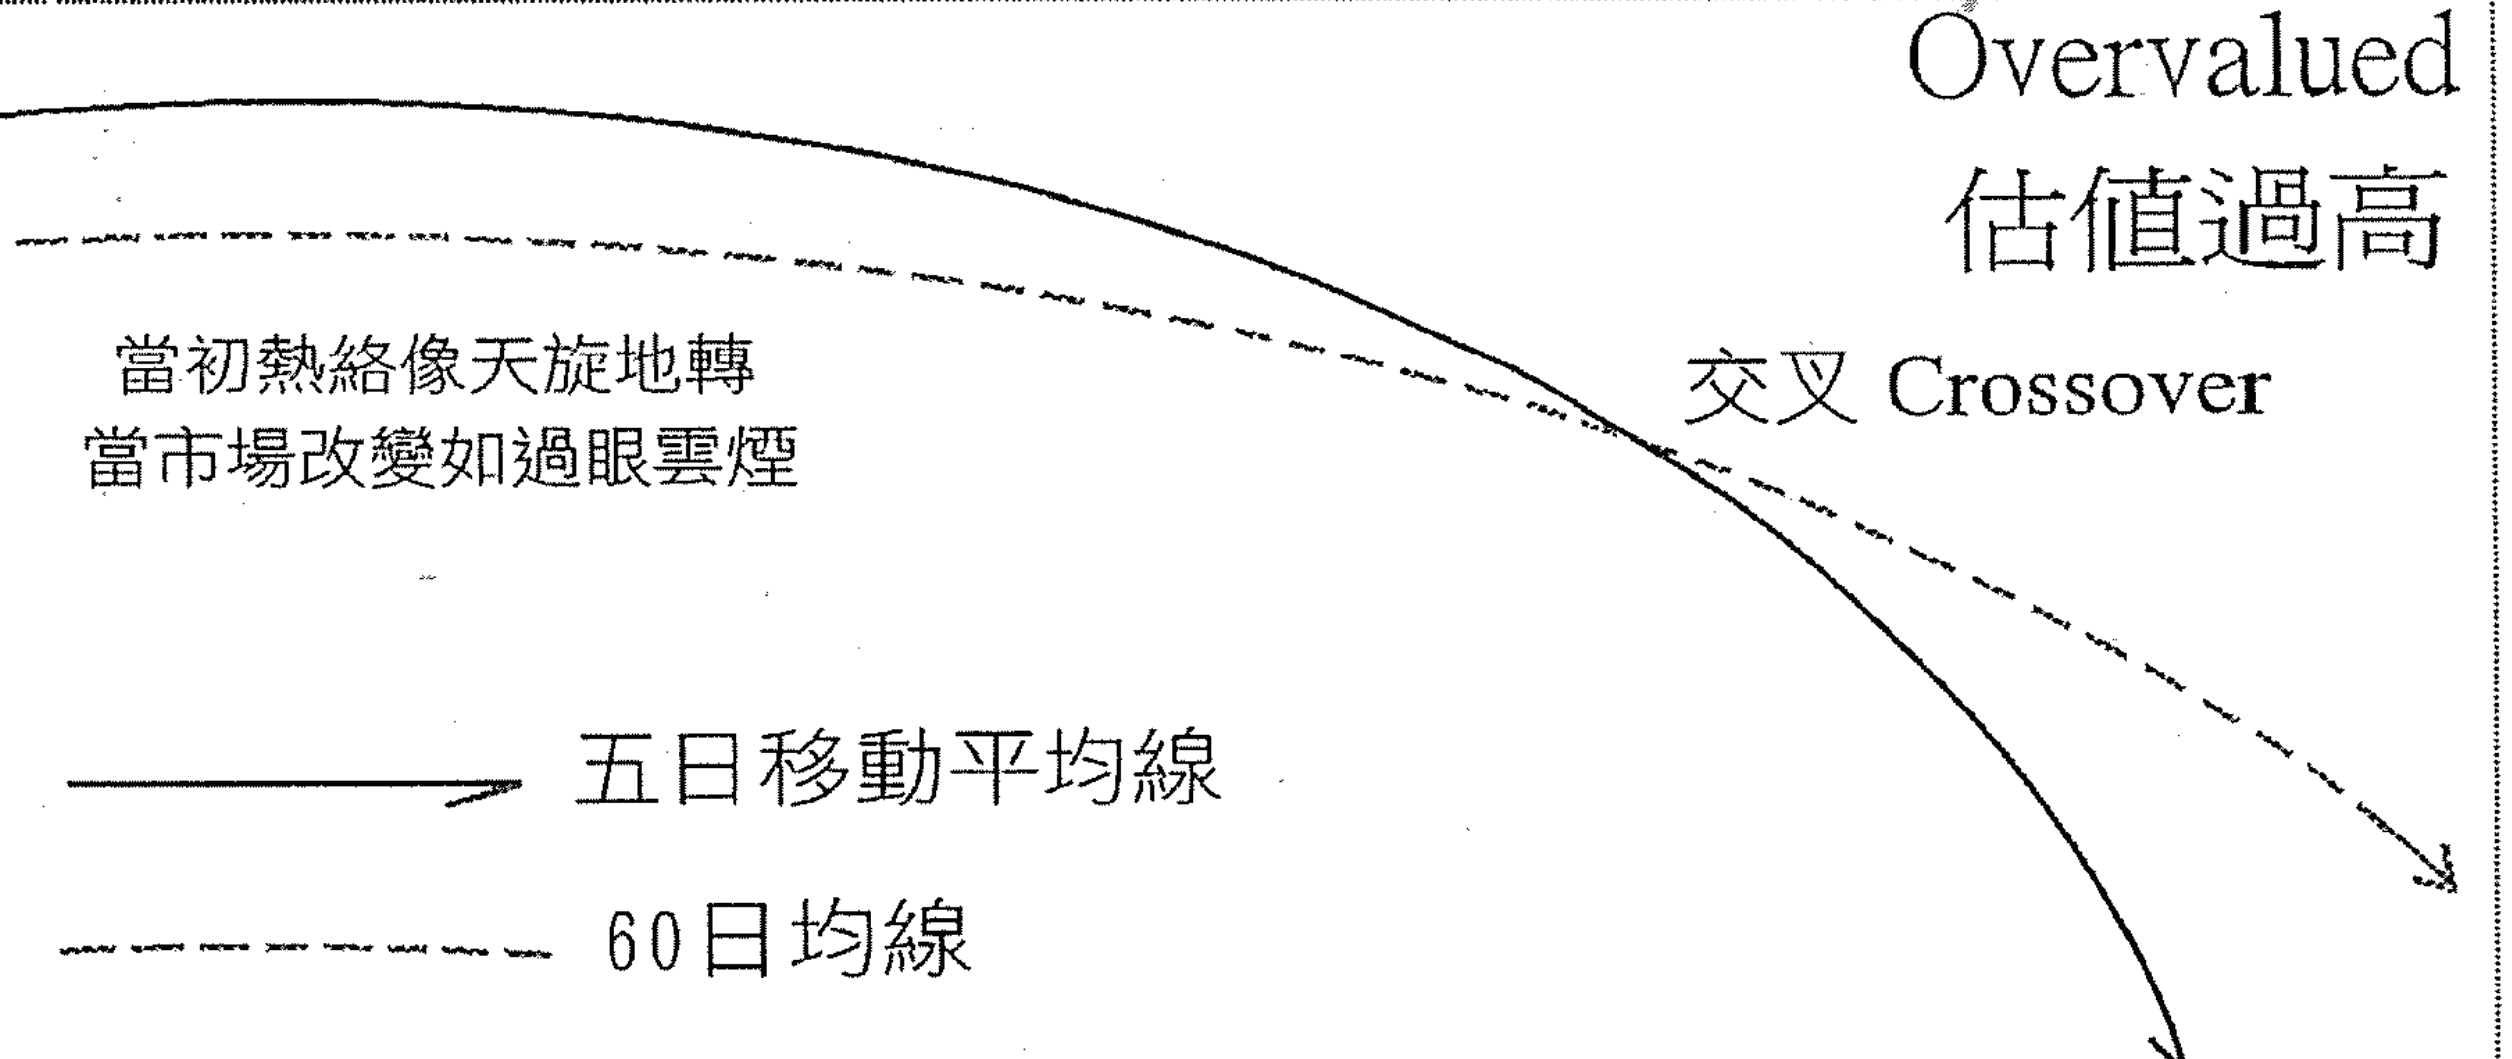 Overvalued
估值過高
當初熱絡像天旋地轉
當市場改變如過眼雲煙
交叉 Crossover
五日移動平均線
60日均線